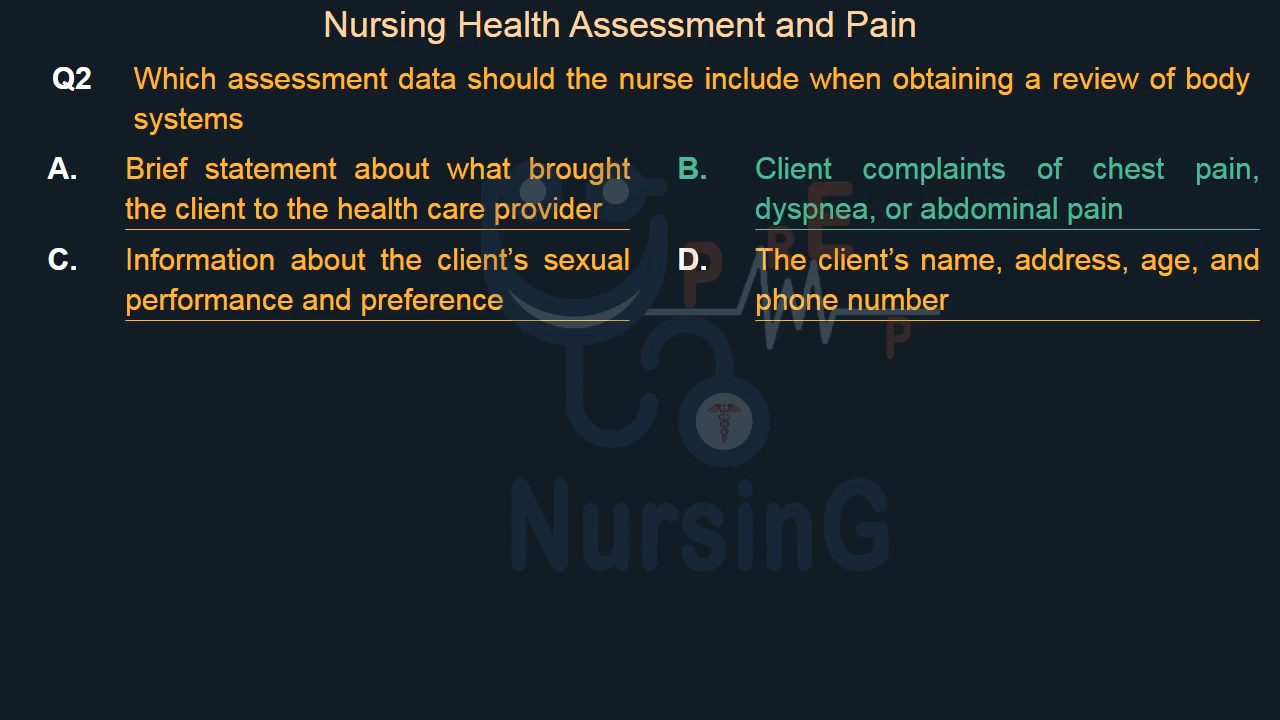 Nursing Health Assessment and Pain
Q2 Which assessment data should the nurse include when obtaining a review of body
systems
A. Brief statement about what brought
the client to the health care provider
B. Client complaints of chest pain,
dyspnea, or abdominal pain
C. Information about the client’s sexual
performance and preference
D. The client’s name, address, age, and
phone number
PREP
NursinG